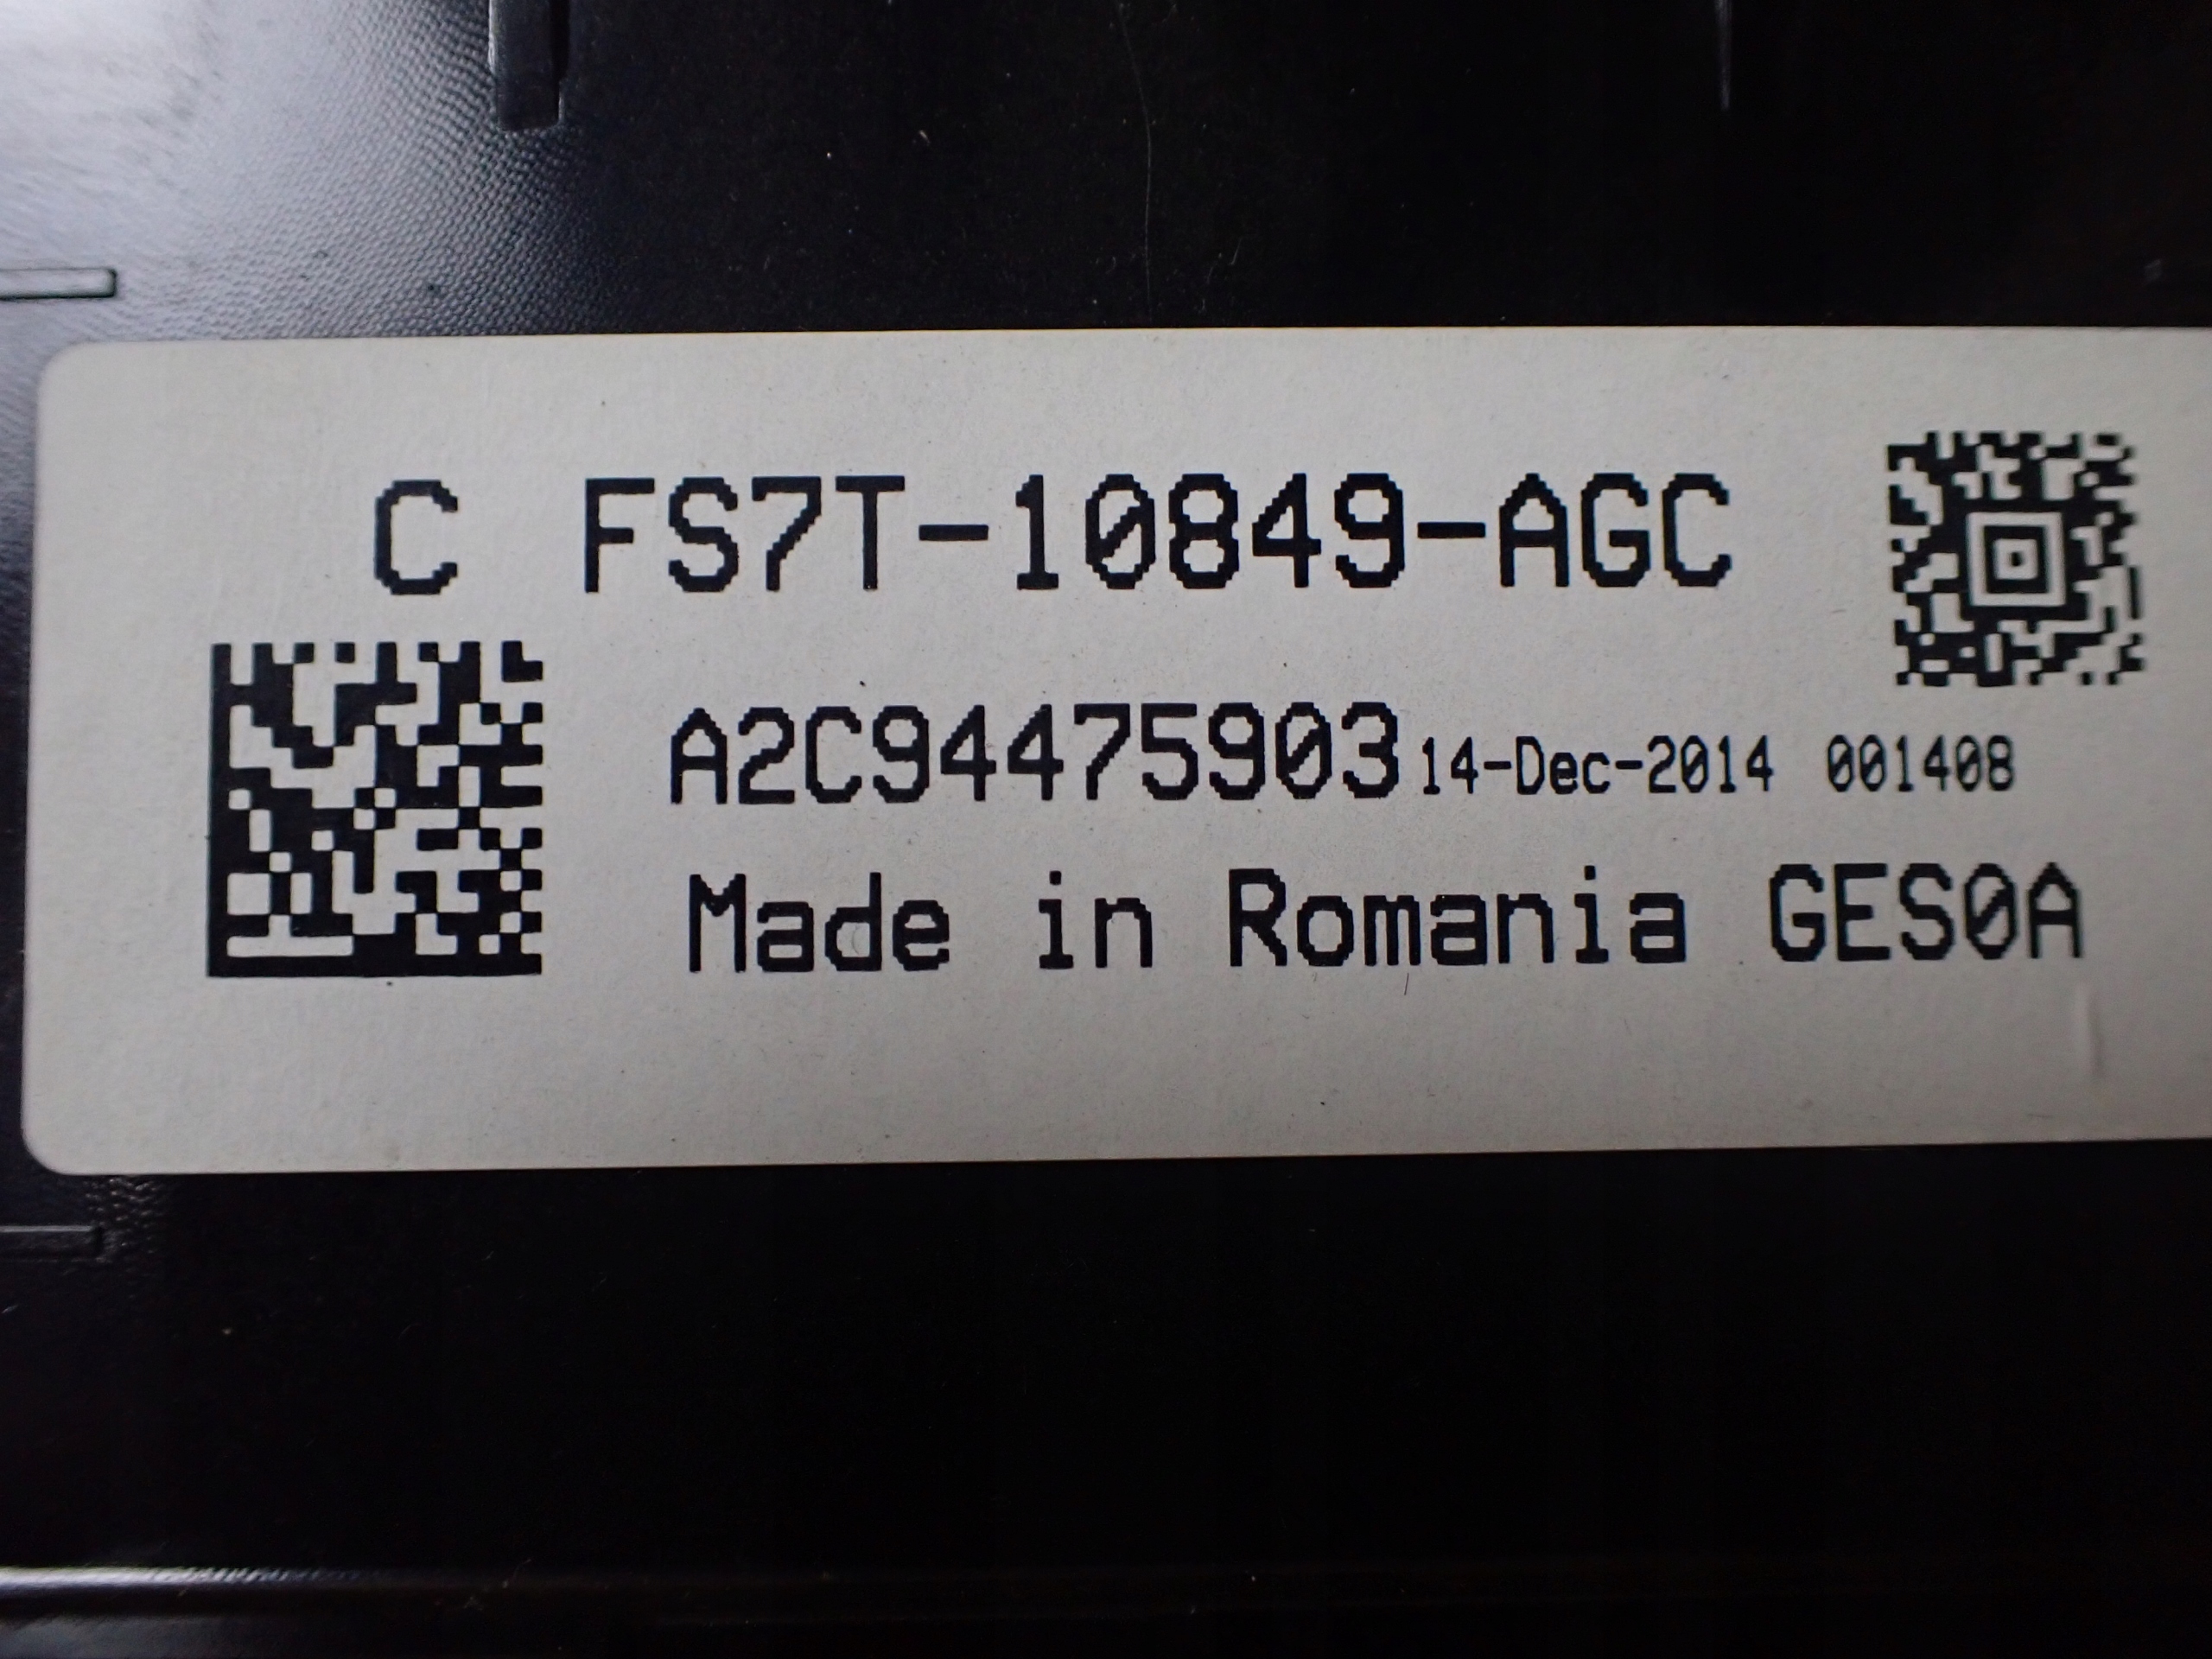 C FS7T-10849-AGC
A2C94475903 14-Dec-2014 001408
Made in Romania GES0A